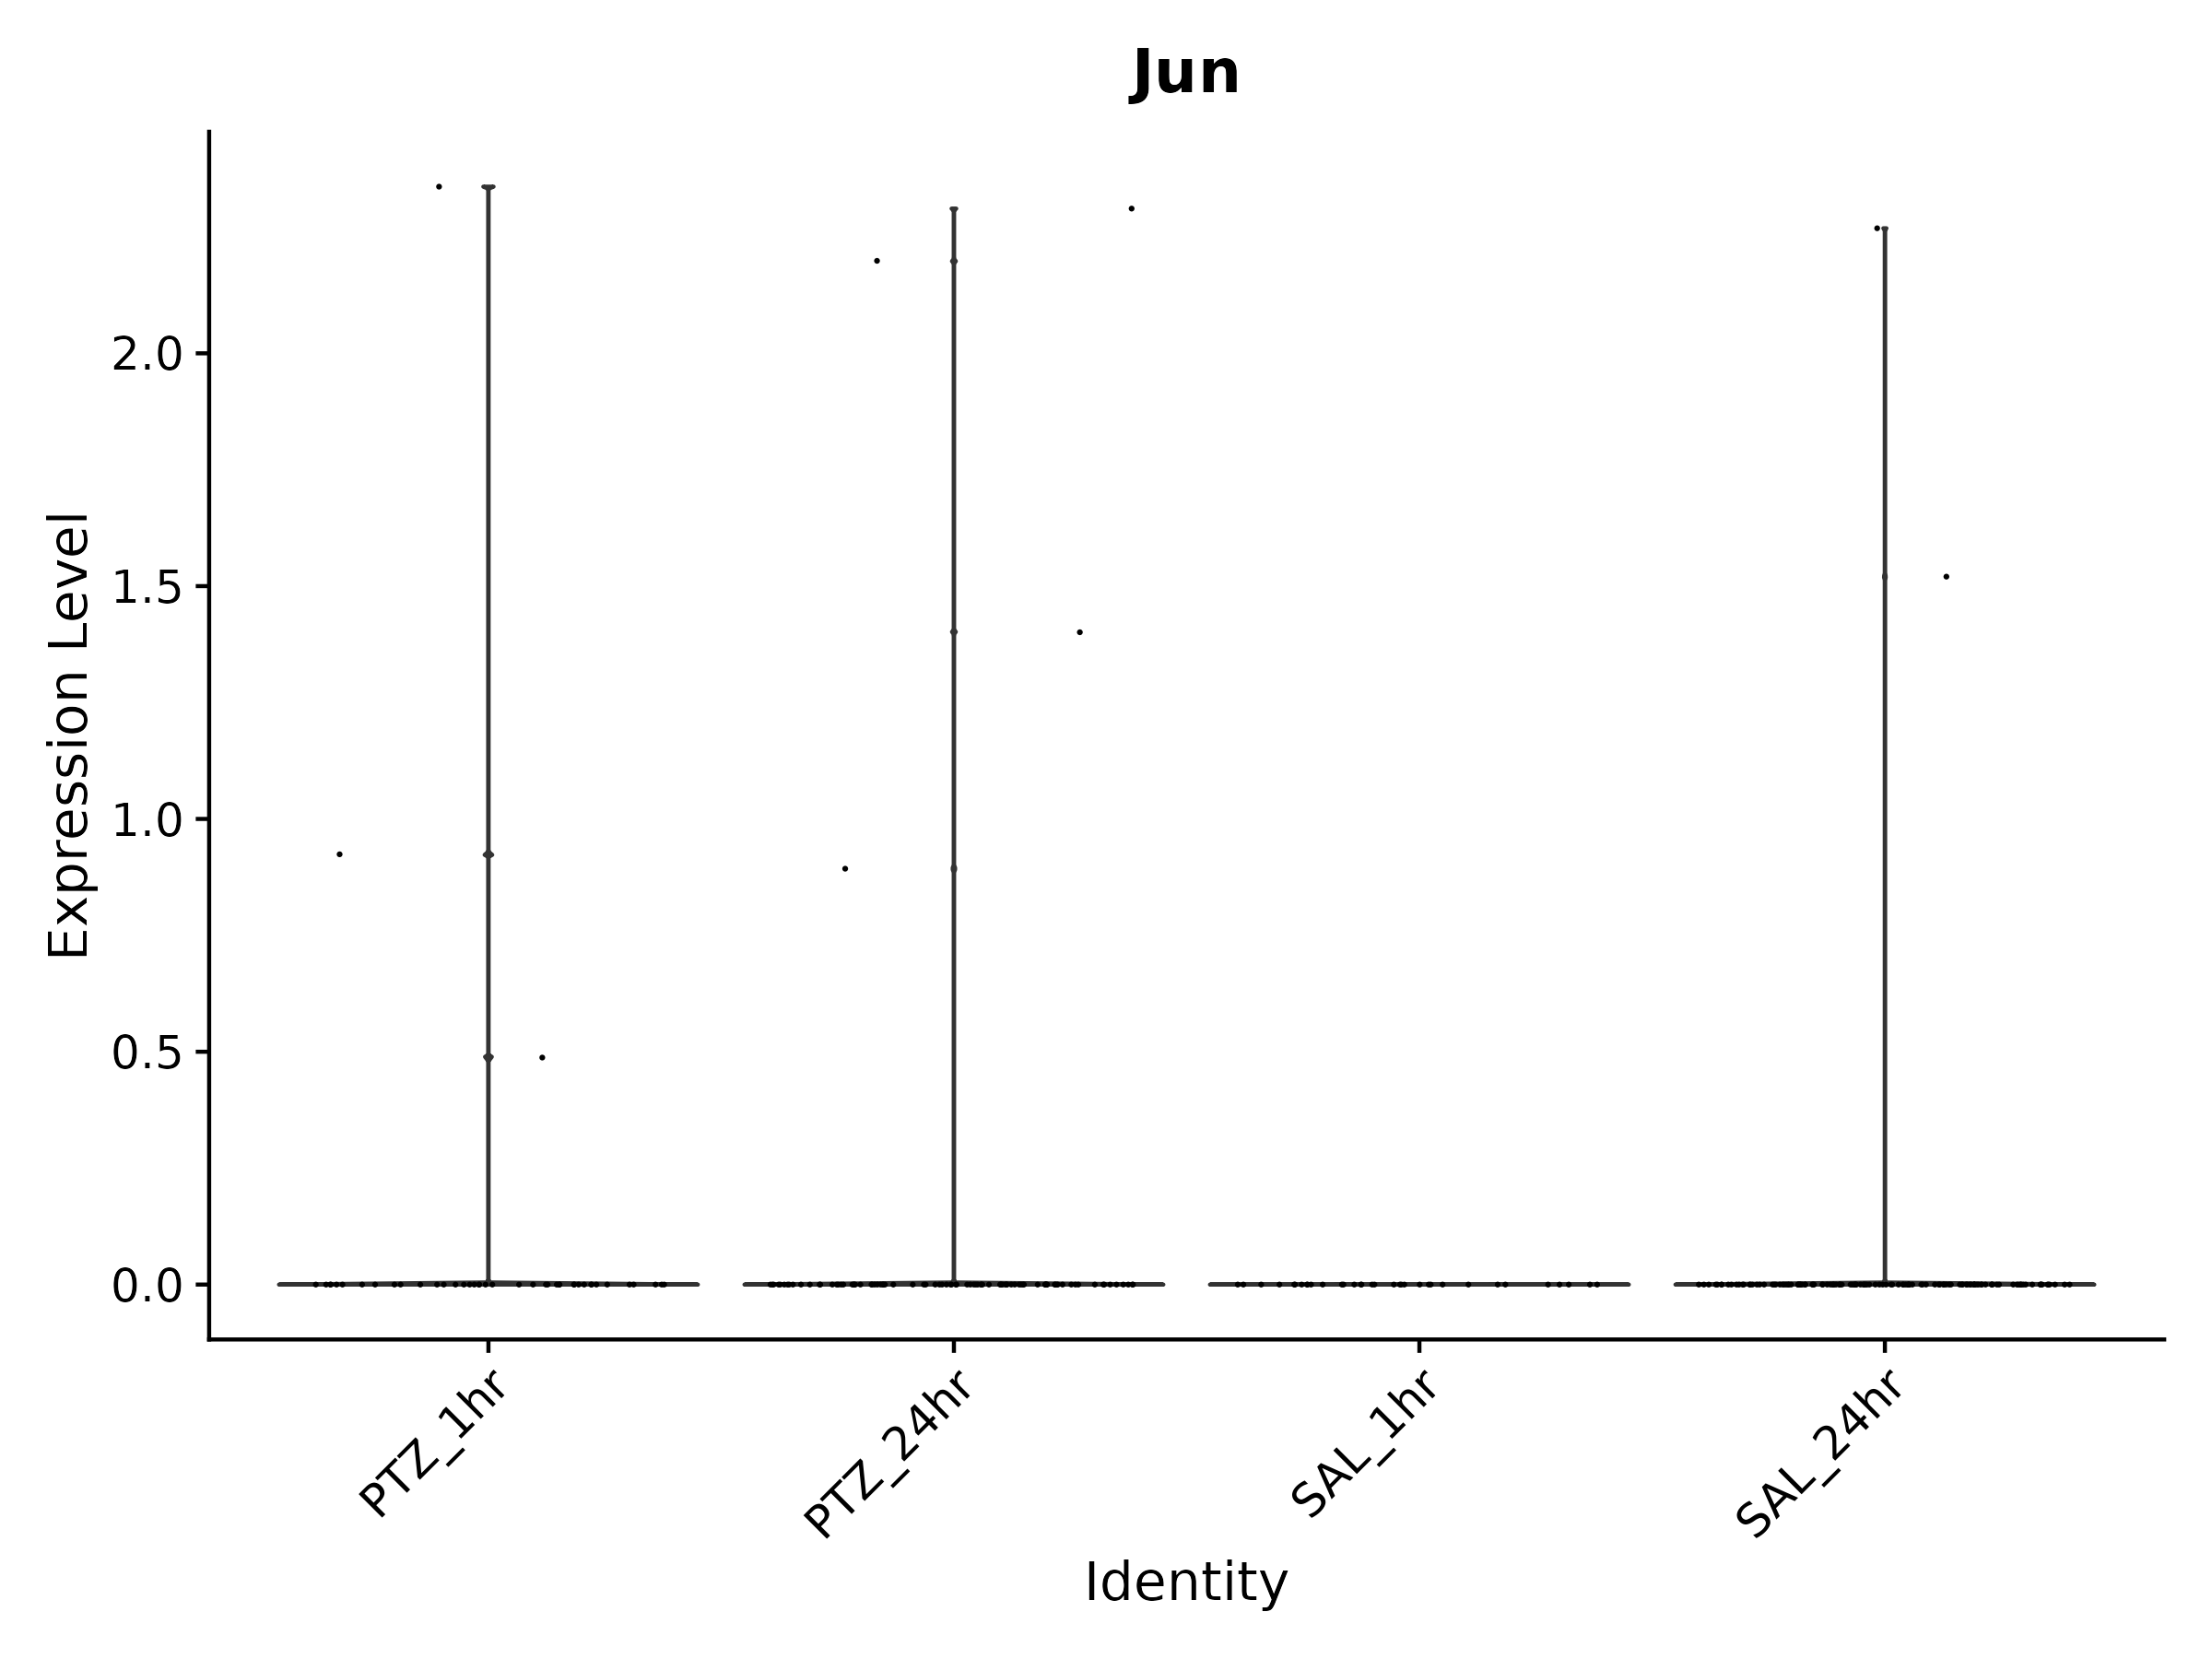 Jun
Expression Level
2.0
1.5
1.0
0.5
0.0
PTZ_1hr
PTZ_24hr
SAL_1hr
SAL_24hr
Identity